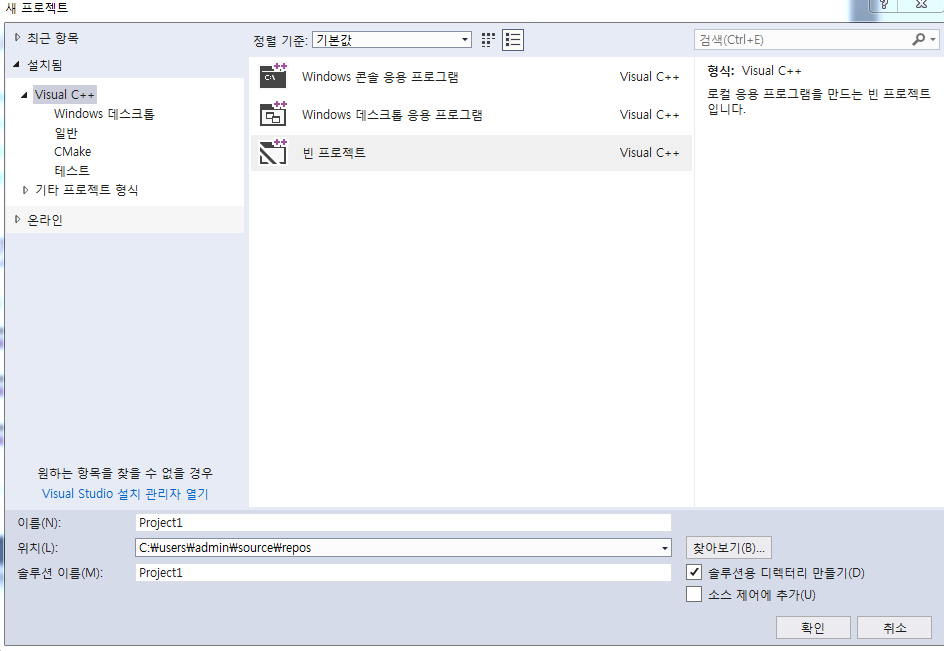 새 프로젝트
최근 항목
설치됨
Visual C++
Windows 데스크톱
일반
CMake
테스트
기타 프로젝트 형식
온라인
원하는 항목을 찾을 수 없을 경우
Visual Studio 설치 관리자 열기
정렬 기준: 기본값
Windows 콘솔 응용 프로그램 Visual C++
Windows 데스크톱 응용 프로그램 Visual C++
빈 프로젝트 Visual C++
검색(Ctrl+E)
형식: Visual C++
로컬 응용 프로그램을 만드는 빈 프로젝트
입니다.
이름(N): Project1
위치(L): C:₩users₩admin₩source₩repos 찾아보기(B)...
솔루션 이름(M): Project1
솔루션용 디렉터리 만들기(D)
소스 제어에 추가(U)
확인 취소